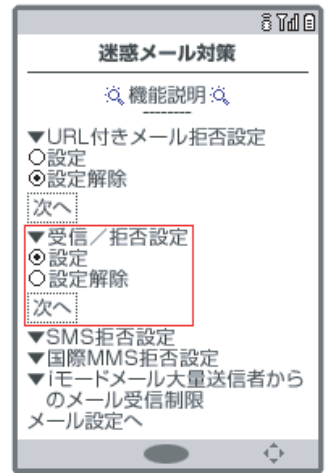 迷惑メール対策
機能説明
▼URL付きメール拒否設定
○設定
◉設定解除
次へ
▼受信／拒否設定
◉設定
○設定解除
次へ
▼SMS拒否設定
▼国際MMS拒否設定
▼iモードメール大量送信者から
のメール受信制限
メール設定へ